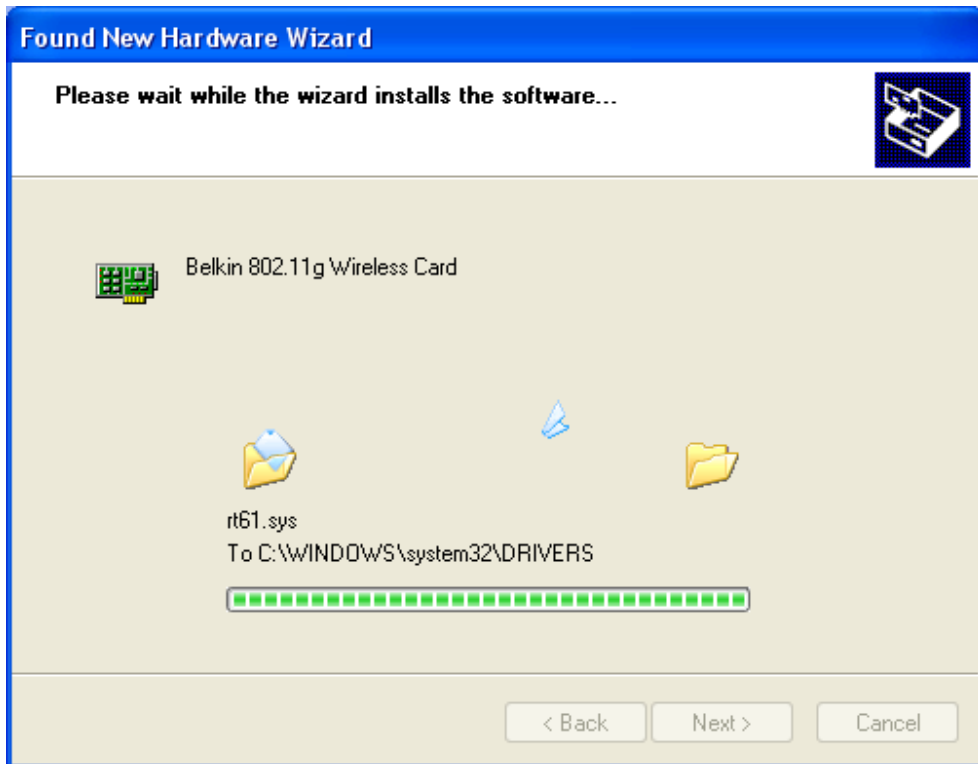 Found New Hardware Wizard
Please wait while the wizard installs the software...
Belkin 802.11g Wireless Card
rt61.sys
To C:\WINDOWS\system32\DRIVERS
< Back Next > Cancel